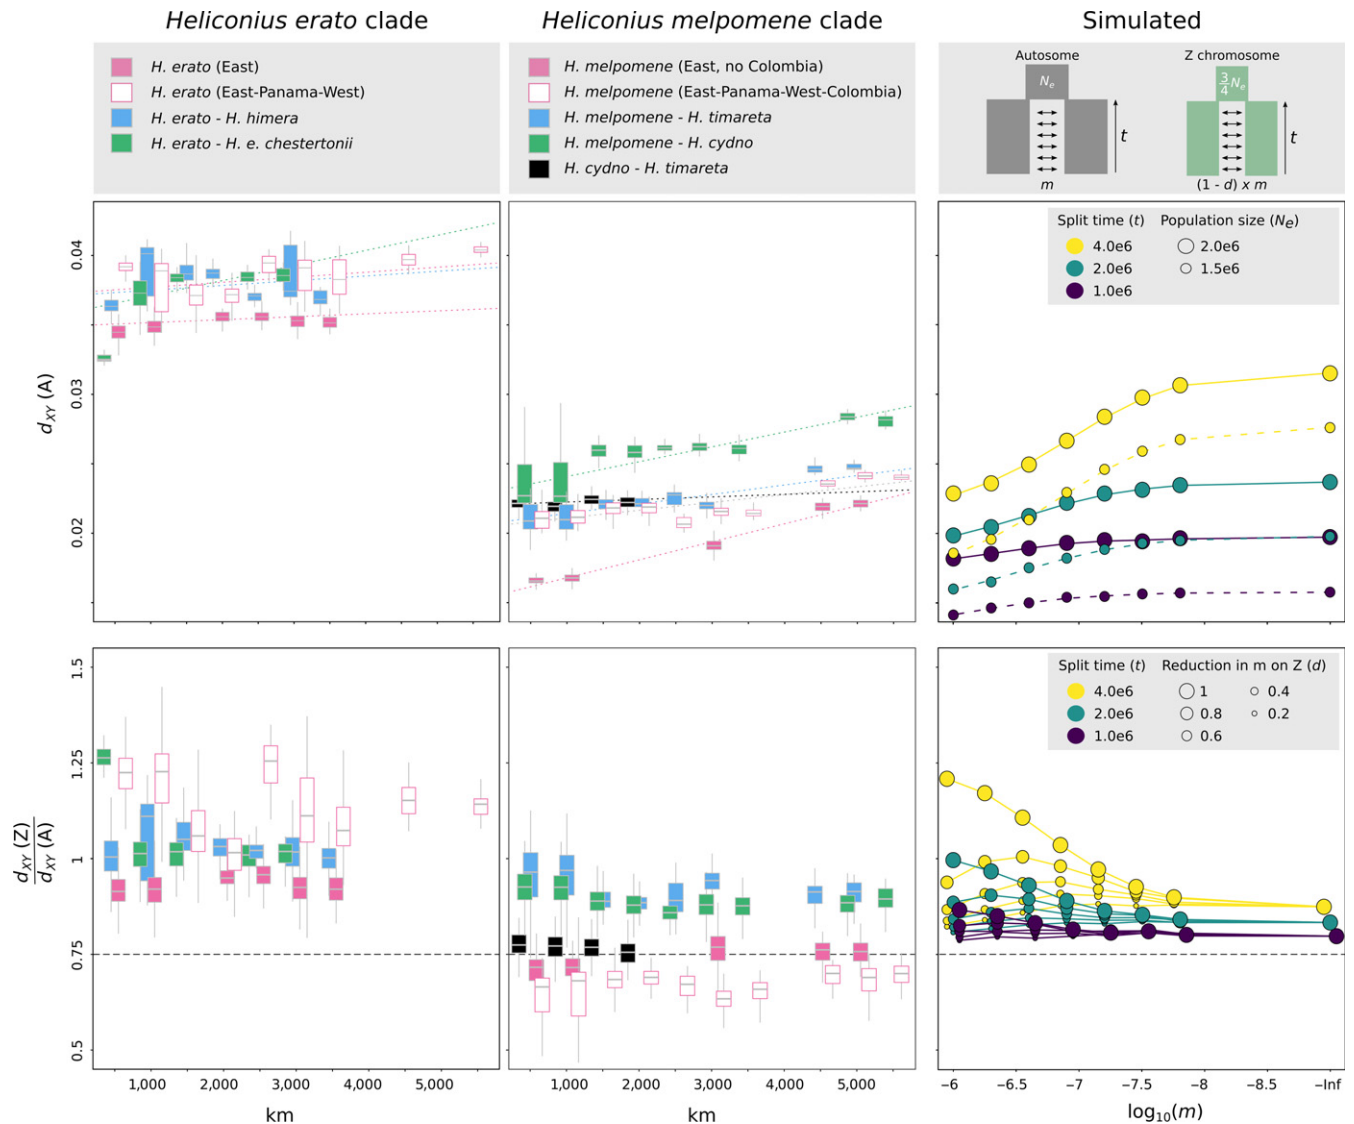 Heliconius erato clade
Heliconius melpomene clade
Simulated
H. erato (East)
H. erato (East-Panama-West)
H. erato - H. himera
H. erato - H. e. chestertonii
H. melpomene (East, no Colombia)
H. melpomene (East-Panama-West-Colombia)
H. melpomene - H. timareta
H. melpomene - H. cydno
H. cydno - H. timareta
Autosome
Z chromosome
Ne
3/4 Ne
t
t
m
(1 - d) x m
dXY (A)
0.04
0.03
0.02
Split time (t)
Population size (Ne)
4.0e6
2.0e6
2.0e6
1.5e6
1.0e6
dXY (Z)
dXY (A)
1.5
1.25
1
0.75
0.5
Split time (t)
Reduction in m on Z (d)
4.0e6
1
0.4
2.0e6
0.8
0.2
1.0e6
0.6
1,000
2,000
3,000
4,000
5,000
1,000
2,000
3,000
4,000
5,000
−6
−6.5
−7
−7.5
−8
−8.5
−Inf
km
km
log10(m)